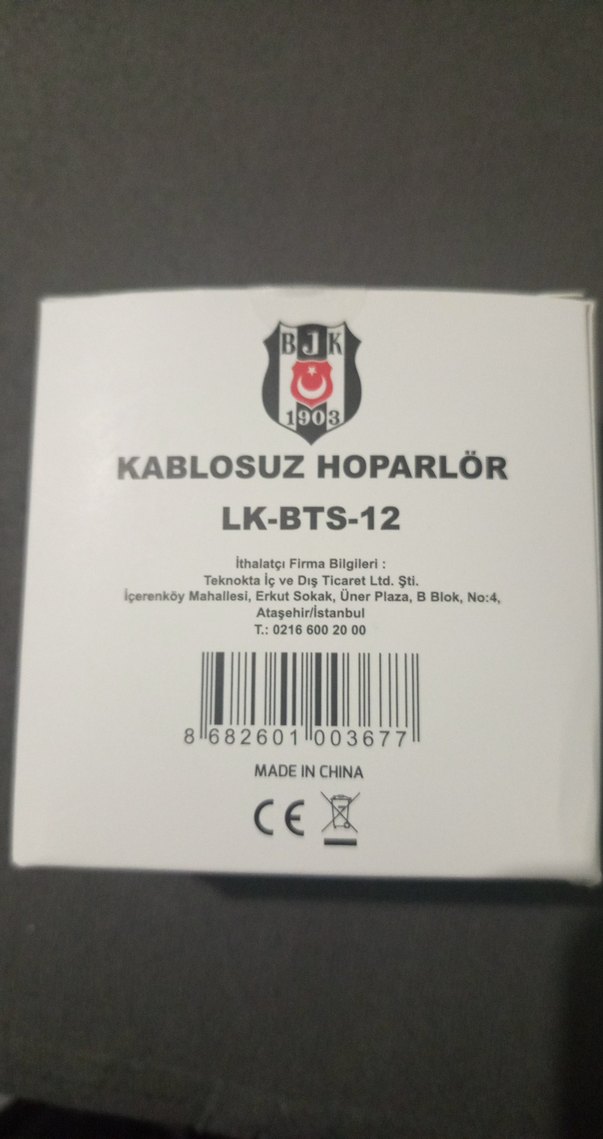 BJK
1903
KABLOSUZ HOPARLÖR
LK-BTS-12
İthalatçı Firma Bilgileri :
Teknokta İç ve Dış Ticaret Ltd. Şti.
İçerenköy Mahallesi, Erkut Sokak, Üner Plaza, B Blok, No:4,
Ataşehir/İstanbul
T.: 0216 600 20 00
8 682601 003677
MADE IN CHINA
CE